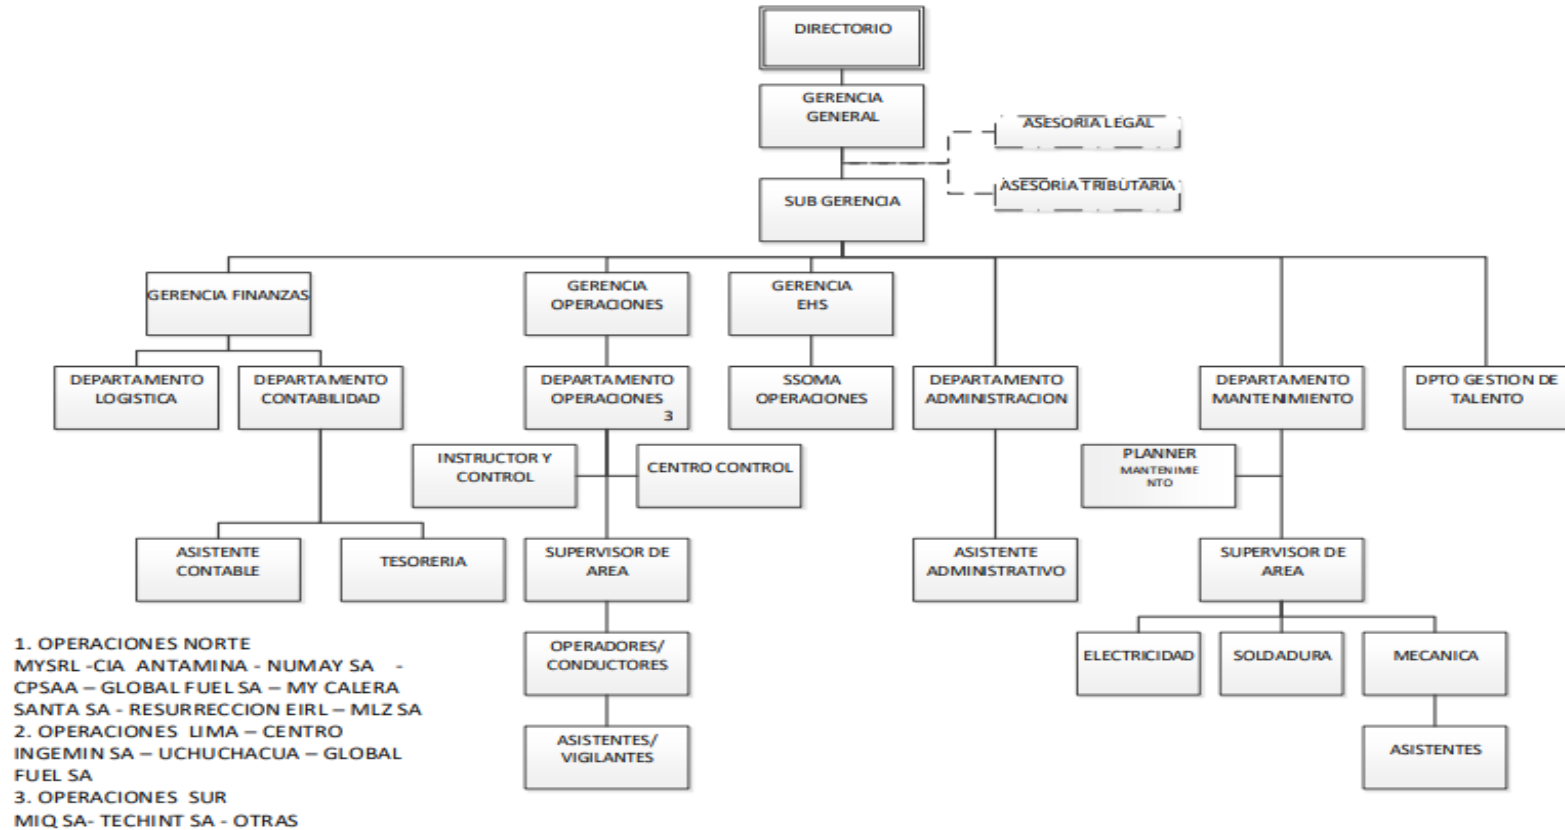 DIRECTORIO
GERENCIA
GENERAL
ASESORIA LEGAL
ASESORIA TRIBUTARIA
SUB GERENCIA
GERENCIA FINANZAS
GERENCIA
OPERACIONES
GERENCIA
EHS
DEPARTAMENTO
LOGISTICA
DEPARTAMENTO
CONTABILIDAD
DEPARTAMENTO
OPERACIONES
3
SSOMA
OPERACIONES
DEPARTAMENTO
ADMINISTRACION
DEPARTAMENTO
MANTENIMIENTO
DPTO GESTION DE
TALENTO
INSTRUCTOR Y
CONTROL
CENTRO CONTROL
PLANNER
MANTENIMIE
NTO
ASISTENTE
CONTABLE
TESORERIA
SUPERVISOR DE
AREA
ASISTENTE
ADMINISTRATIVO
SUPERVISOR DE
AREA
OPERADORES/
CONDUCTORES
ELECTRICIDAD
SOLDADURA
MECANICA
ASISTENTES/
VIGILANTES
ASISTENTES
1. OPERACIONES NORTE
MYSRL -CIA ANTAMINA - NUMAY SA -
CPSAA – GLOBAL FUEL SA – MY CALERA
SANTA SA - RESURRECCION EIRL – MLZ SA
2. OPERACIONES LIMA – CENTRO
INGEMIN SA – UCHUCHACUA – GLOBAL
FUEL SA
3. OPERACIONES SUR
MIQ SA- TECHINT SA - OTRAS